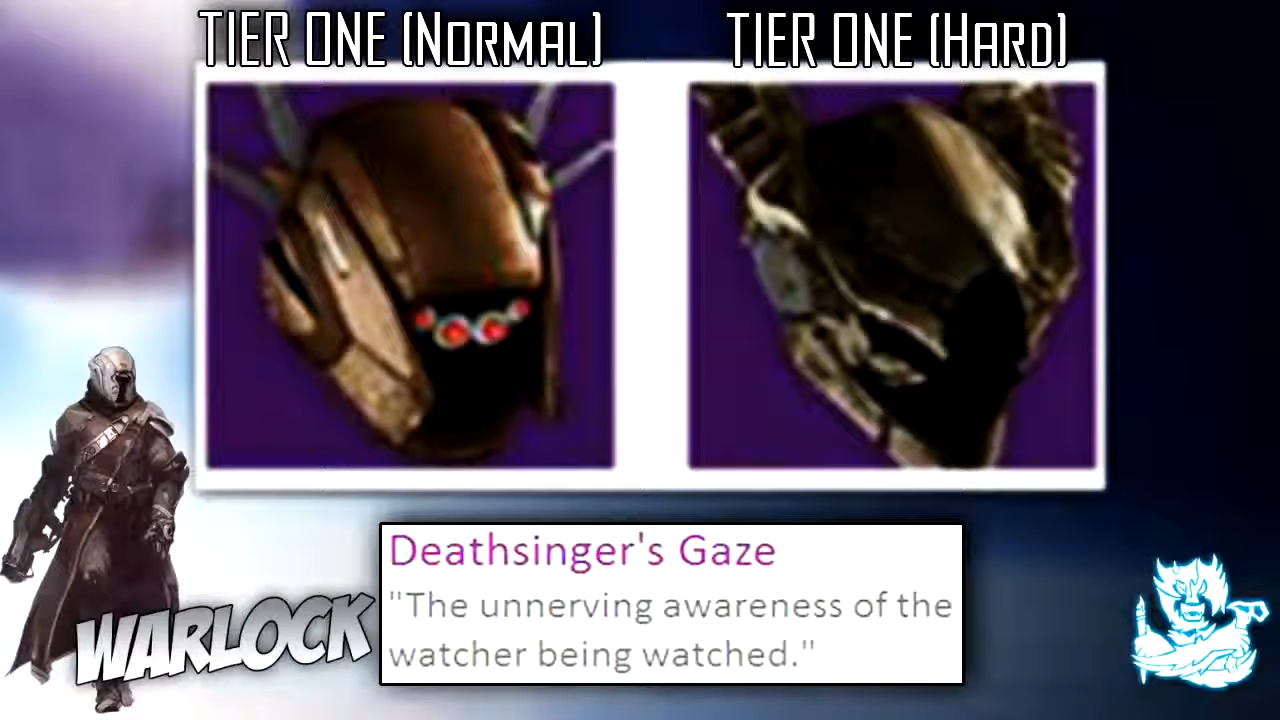 TIER ONE (NORMAL)
TIER ONE (HARD)
Deathsinger's Gaze
"The unnerving awareness of the
watcher being watched."
WARLOCK